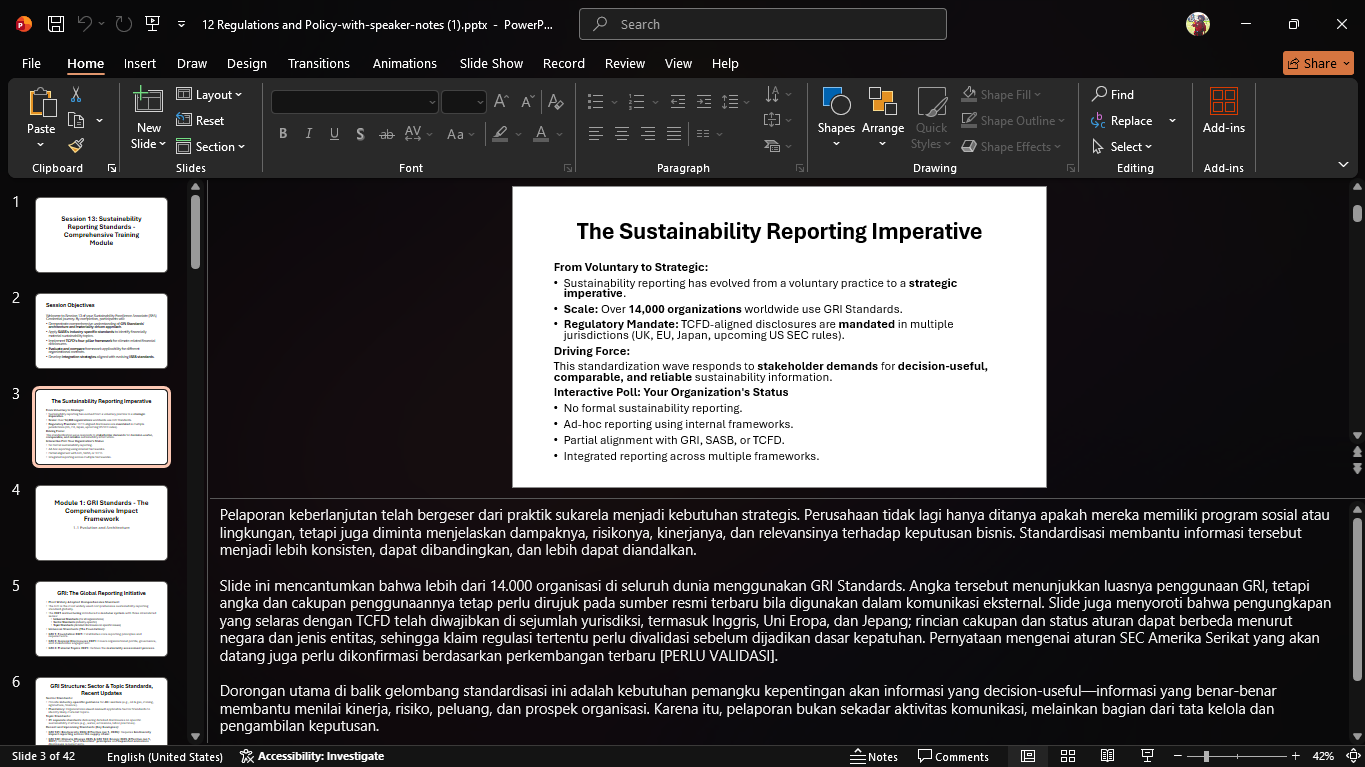 12 Regulations and Policy-with-speaker-notes (1).pptx - PowerP...
Search
File Home Insert Draw Design Transitions Animations Slide Show Record Review View Help
Share
Paste
New Slide
Layout
Reset
Section
Shapes
Arrange
Quick Styles
Shape Fill
Shape Outline
Shape Effects
Find
Replace
Select
Add-ins
Clipboard Slides Font Paragraph Drawing Editing Add-ins
1
Session 13: Sustainability
Reporting Standards -
Comprehensive Training
Module
2
Session Objectives
3
The Sustainability Reporting Imperative
4
Module 1: GRI Standards - The
Comprehensive Impact
Framework
1.1 Evolution and Architecture
5
GRI: The Global Reporting Initiative
6
GRI Structure: Sector & Topic Standards,
Recent Updates
The Sustainability Reporting Imperative
From Voluntary to Strategic:
• Sustainability reporting has evolved from a voluntary practice to a strategic
imperative.
• Scale: Over 14,000 organizations worldwide use GRI Standards.
• Regulatory Mandate: TCFD-aligned disclosures are mandated in multiple
jurisdictions (UK, EU, Japan, upcoming US SEC rules).
Driving Force:
This standardization wave responds to stakeholder demands for decision-useful,
comparable, and reliable sustainability information.
Interactive Poll: Your Organization's Status
• No formal sustainability reporting.
• Ad-hoc reporting using internal frameworks.
• Partial alignment with GRI, SASB, or TCFD.
• Integrated reporting across multiple frameworks.
Pelaporan keberlanjutan telah bergeser dari praktik sukarela menjadi kebutuhan strategis. Perusahaan tidak lagi hanya ditanya apakah mereka memiliki program sosial atau
lingkungan, tetapi juga diminta menjelaskan dampaknya, risikonya, kinerjanya, dan relevansinya terhadap keputusan bisnis. Standardisasi membantu informasi tersebut
menjadi lebih konsisten, dapat dibandingkan, dan lebih dapat diandalkan.
Slide ini mencantumkan bahwa lebih dari 14.000 organisasi di seluruh dunia menggunakan GRI Standards. Angka tersebut menunjukkan luasnya penggunaan GRI, tetapi
angka dan cakupan penggunaannya tetap perlu dirujuk pada sumber resmi terbaru bila digunakan dalam komunikasi eksternal. Slide juga menyoroti bahwa pengungkapan
yang selaras dengan TCFD telah diwajibkan di sejumlah yurisdiksi, termasuk Inggris, Uni Eropa, dan Jepang; rincian cakupan dan status aturan dapat berbeda menurut
negara dan jenis entitas, sehingga klaim regulasi tertentu perlu divalidasi sebelum dijadikan dasar kepatuhan. Pernyataan mengenai aturan SEC Amerika Serikat yang akan
datang juga perlu dikonfirmasi berdasarkan perkembangan terbaru [PERLU VALIDASI].
Dorongan utama di balik gelombang standardisasi ini adalah kebutuhan pemangku kepentingan akan informasi yang decision-useful—informasi yang benar-benar
membantu menilai kinerja, risiko, peluang, dan prospek organisasi. Karena itu, pelaporan bukan sekadar aktivitas komunikasi, melainkan bagian dari tata kelola dan
pengambilan keputusan.
Slide 3 of 42 English (United States) Accessibility: Investigate Notes Comments 42%